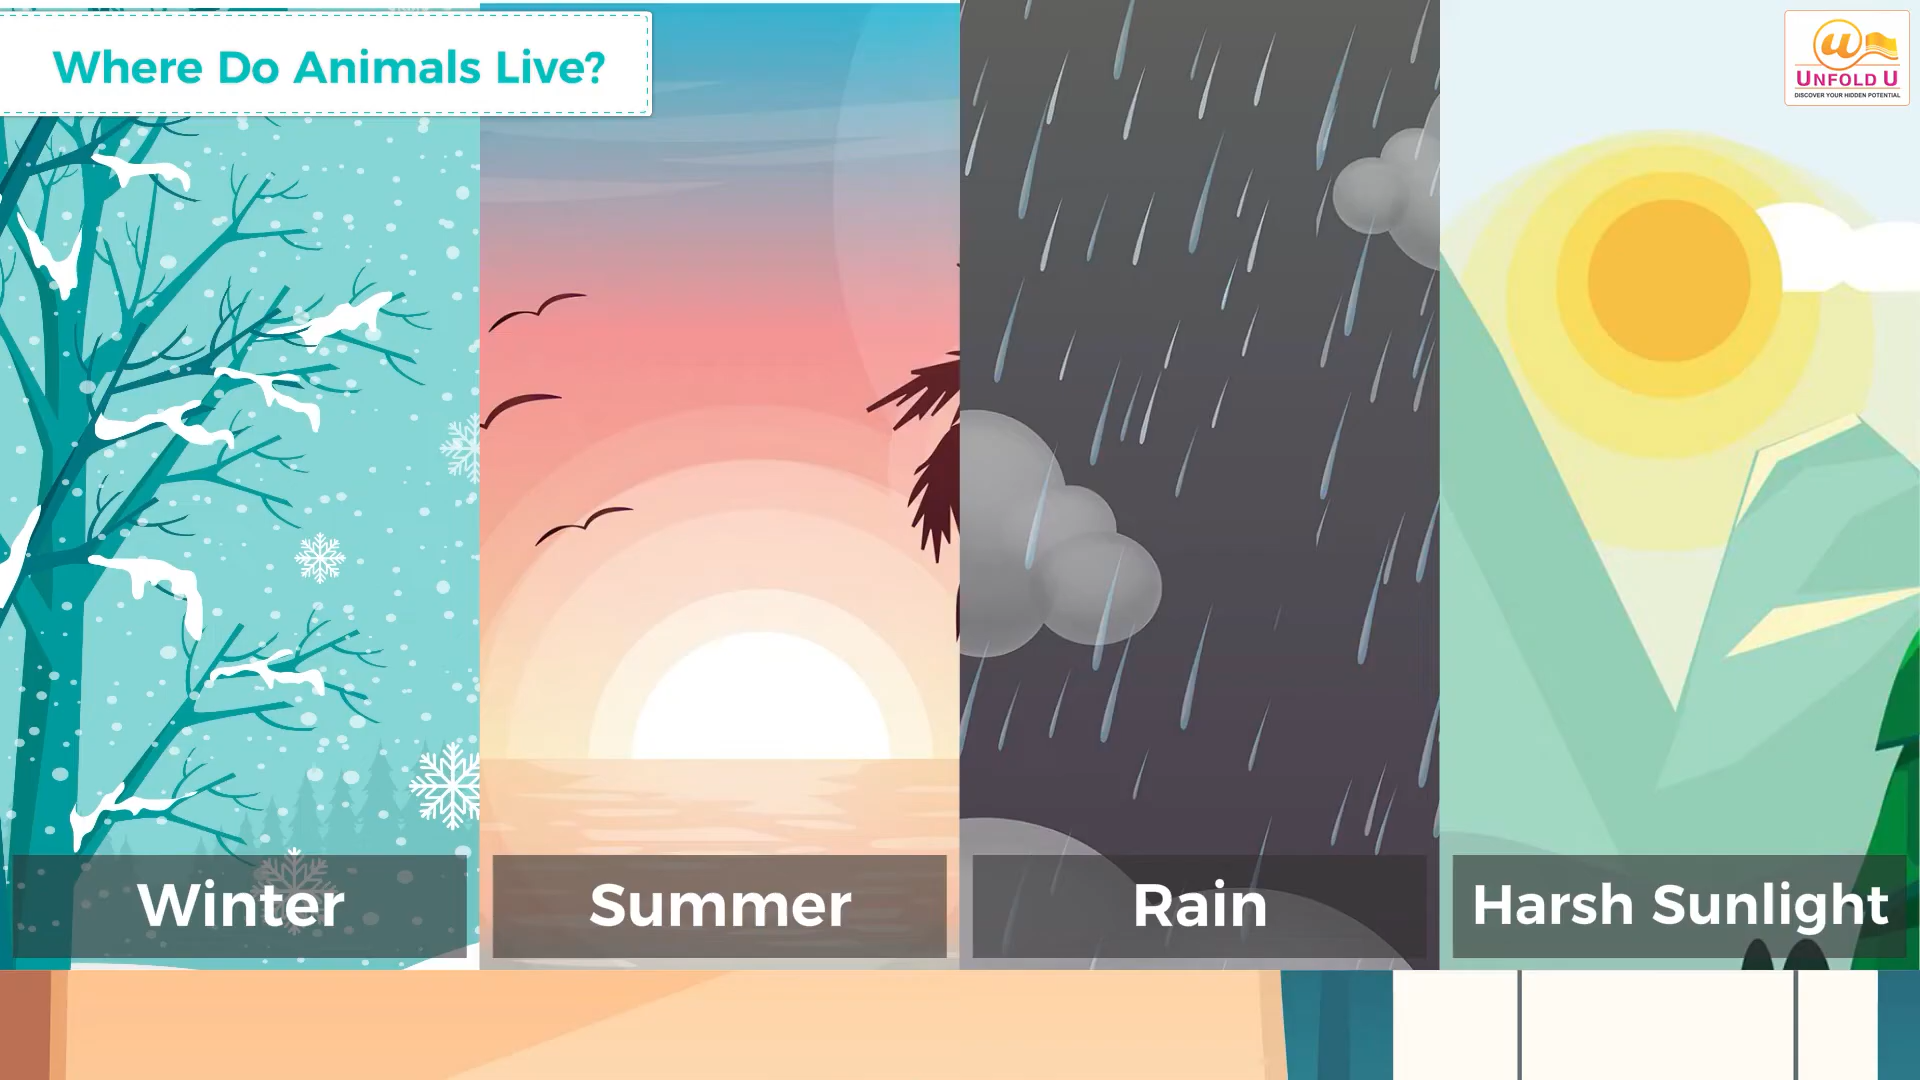 Where Do Animals Live?
u
UNFOLD U
DISCOVER YOUR HIDDEN POTENTIAL
Winter
Summer
Rain
Harsh Sunlight